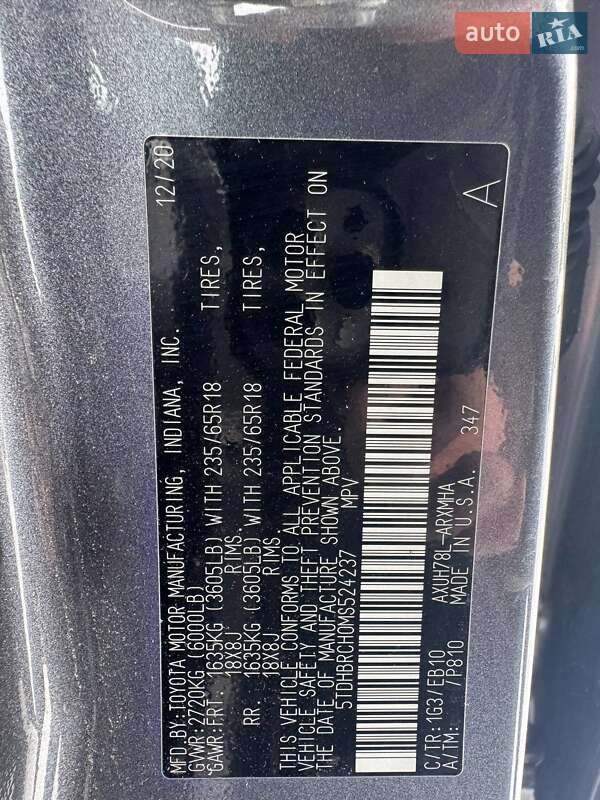 auto RIA .com
MFD.BY:TOYOTA MOTOR MANUFACTURING, INDIANA, INC. 12/20
GVWR:2720KG (6000LB)
GAWR:FRT. 1635KG (3605LB) WITH 235/65R18 TIRES,
18X8J RIMS.
RR. 1635KG (3605LB) WITH 235/65R18 TIRES,
18X8J RIMS
THIS VEHICLE CONFORMS TO ALL APPLICABLE FEDERAL MOTOR
VEHICLE SAFETY AND THEFT PREVENTION STANDARDS IN EFFECT ON
THE DATE OF MANUFACTURE SHOWN ABOVE.
5TDHBRCH0MS524237 MPV
C/TR:1G3/EB10 AXUH78L-ARXMHA
A/TM: /P810 MADE IN U.S.A. 347
A